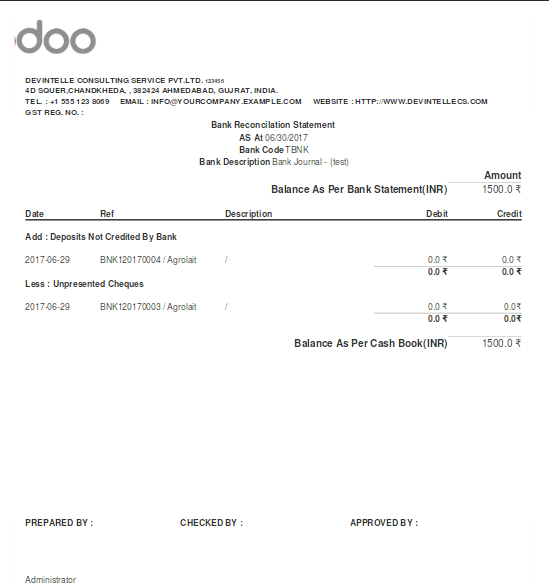 doo
DEVINTELLE CONSULTING SERVICE PVT.LTD. 123456
4D SQUER,CHANDKHEDA, , 382424 AHMEDABAD, GUJRAT, INDIA.
TEL. : +1 555 123 8069 EMAIL : INFO@YOURCOMPANY.EXAMPLE.COM WEBSITE : HTTP://WWW.DEVINTELLECS.COM
GST REG. NO. :
Bank Reconcilation Statement
AS At 06/30/2017
Bank Code TBNK
Bank Description Bank Journal - (test)
Amount
Balance As Per Bank Statement(INR) 1500.0 ₹
Date Ref Description Debit Credit
Add : Deposits Not Credited By Bank
2017-06-29 BNK120170004 / Agrolait / 0.0 ₹ 0.0 ₹
0.0 ₹ 0.0 ₹
Less : Unpresented Cheques
2017-06-29 BNK120170003 / Agrolait / 0.0 ₹ 0.0₹
0.0 ₹ 0.0₹
Balance As Per Cash Book(INR) 1500.0 ₹
PREPARED BY : CHECKED BY : APPROVED BY :
Administrator